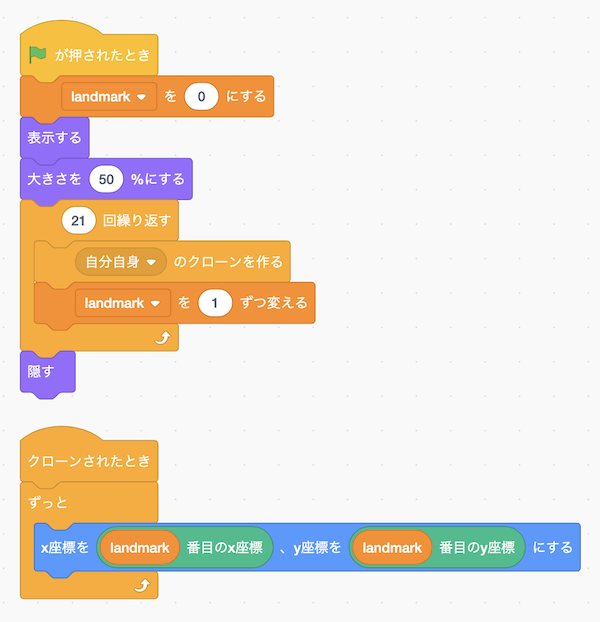 が押されたとき
landmark を 0 にする
表示する
大きさを 50 %にする
21 回繰り返す
自分自身 のクローンを作る
landmark を 1 ずつ変える
隠す
クローンされたとき
ずっと
x座標を landmark 番目のx座標 、y座標を landmark 番目のy座標 にする